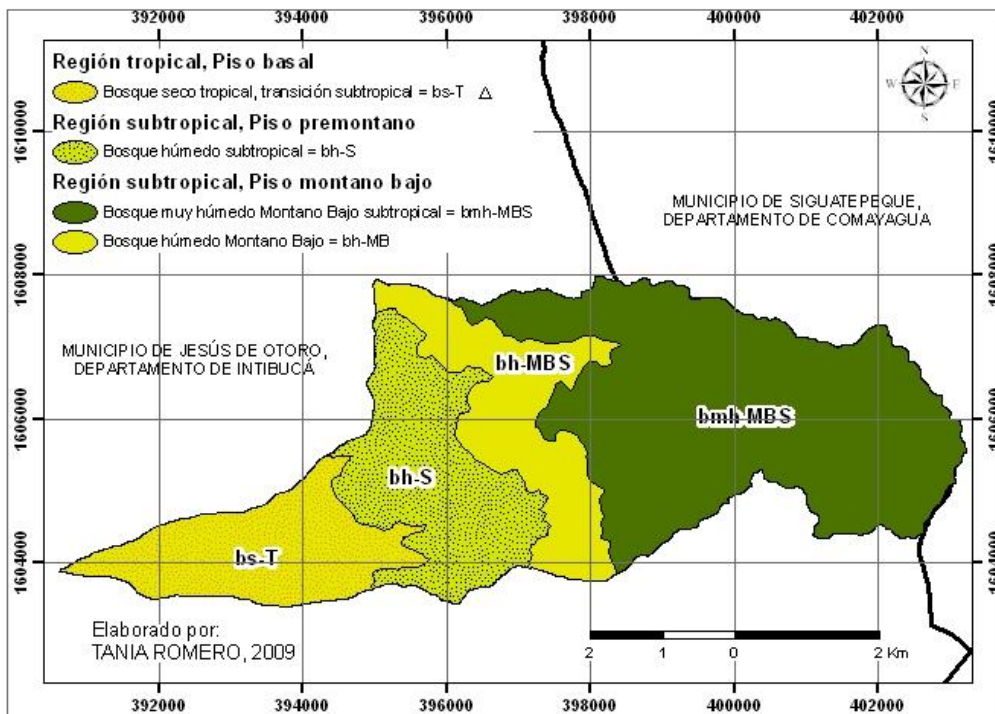 392000 394000 396000 398000 400000 402000
Región tropical, Piso basal
Bosque seco tropical, transición subtropical = bs-T △
Región subtropical, Piso premontano
Bosque húmedo subtropical = bh-S
Región subtropical, Piso montano bajo
Bosque muy húmedo Montano Bajo subtropical = bmh-MBS
Bosque húmedo Montano Bajo = bh-MB
N
W E
S
1610000 1610000
MUNICIPIO DE SIGUATEPEQUE,
DEPARTAMENTO DE COMAYAGUA
1608000 1608000
MUNICIPIO DE JESÚS DE OTORO,
DEPARTAMENTO DE INTIBUCÁ
bh-MBS
bmh-MBS
1606000 1606000
bh-S
bs-T
1604000 1604000
Elaborado por:
TANIA ROMERO, 2009
2 1 0 2 Km
392000 394000 396000 398000 400000 402000